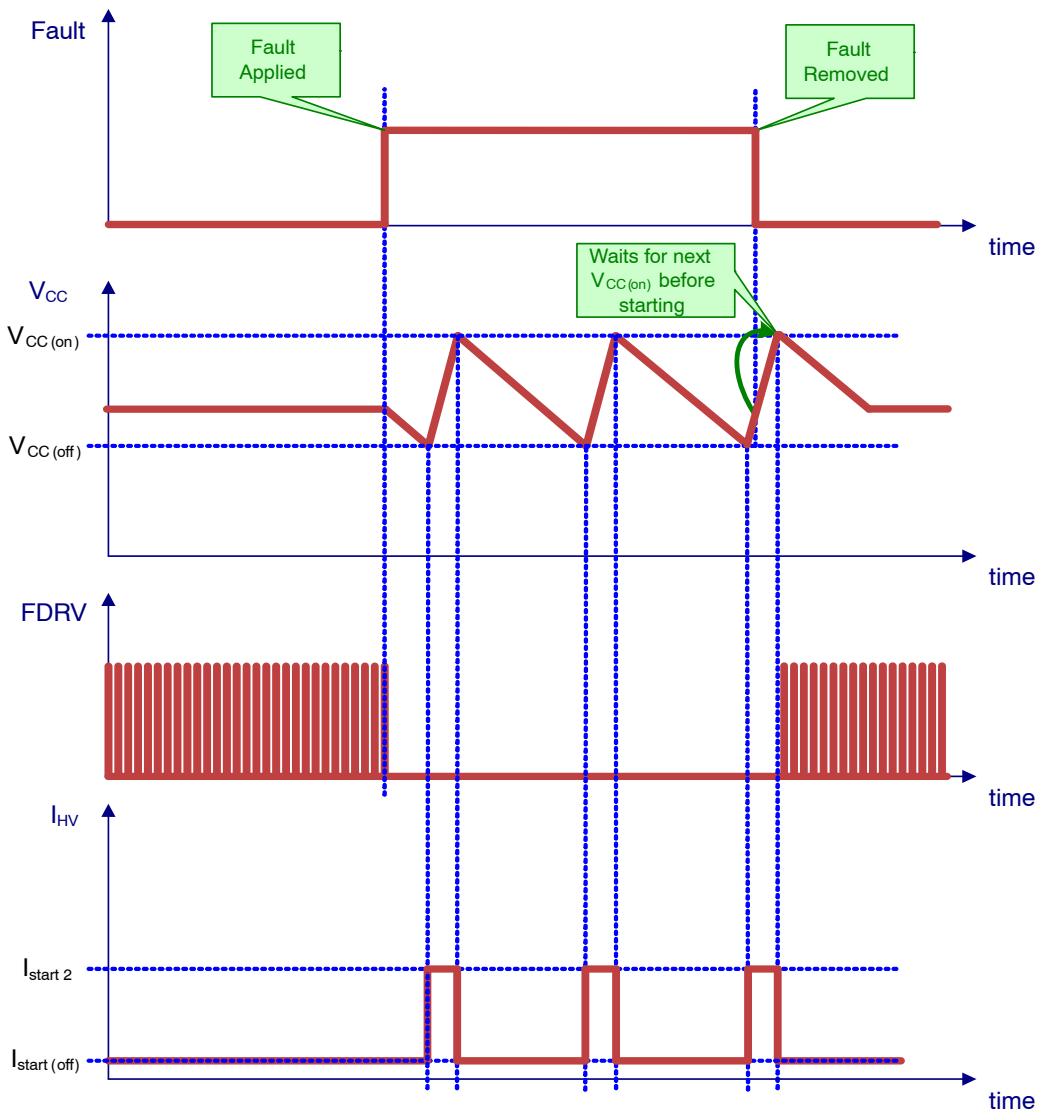 Fault
Fault
Applied
Fault
Removed
time
VCC
Waits for next
VCC(on) before
starting
VCC(on)
VCC(off)
time
FDRV
time
IHV
Istart 2
Istart(off)
time